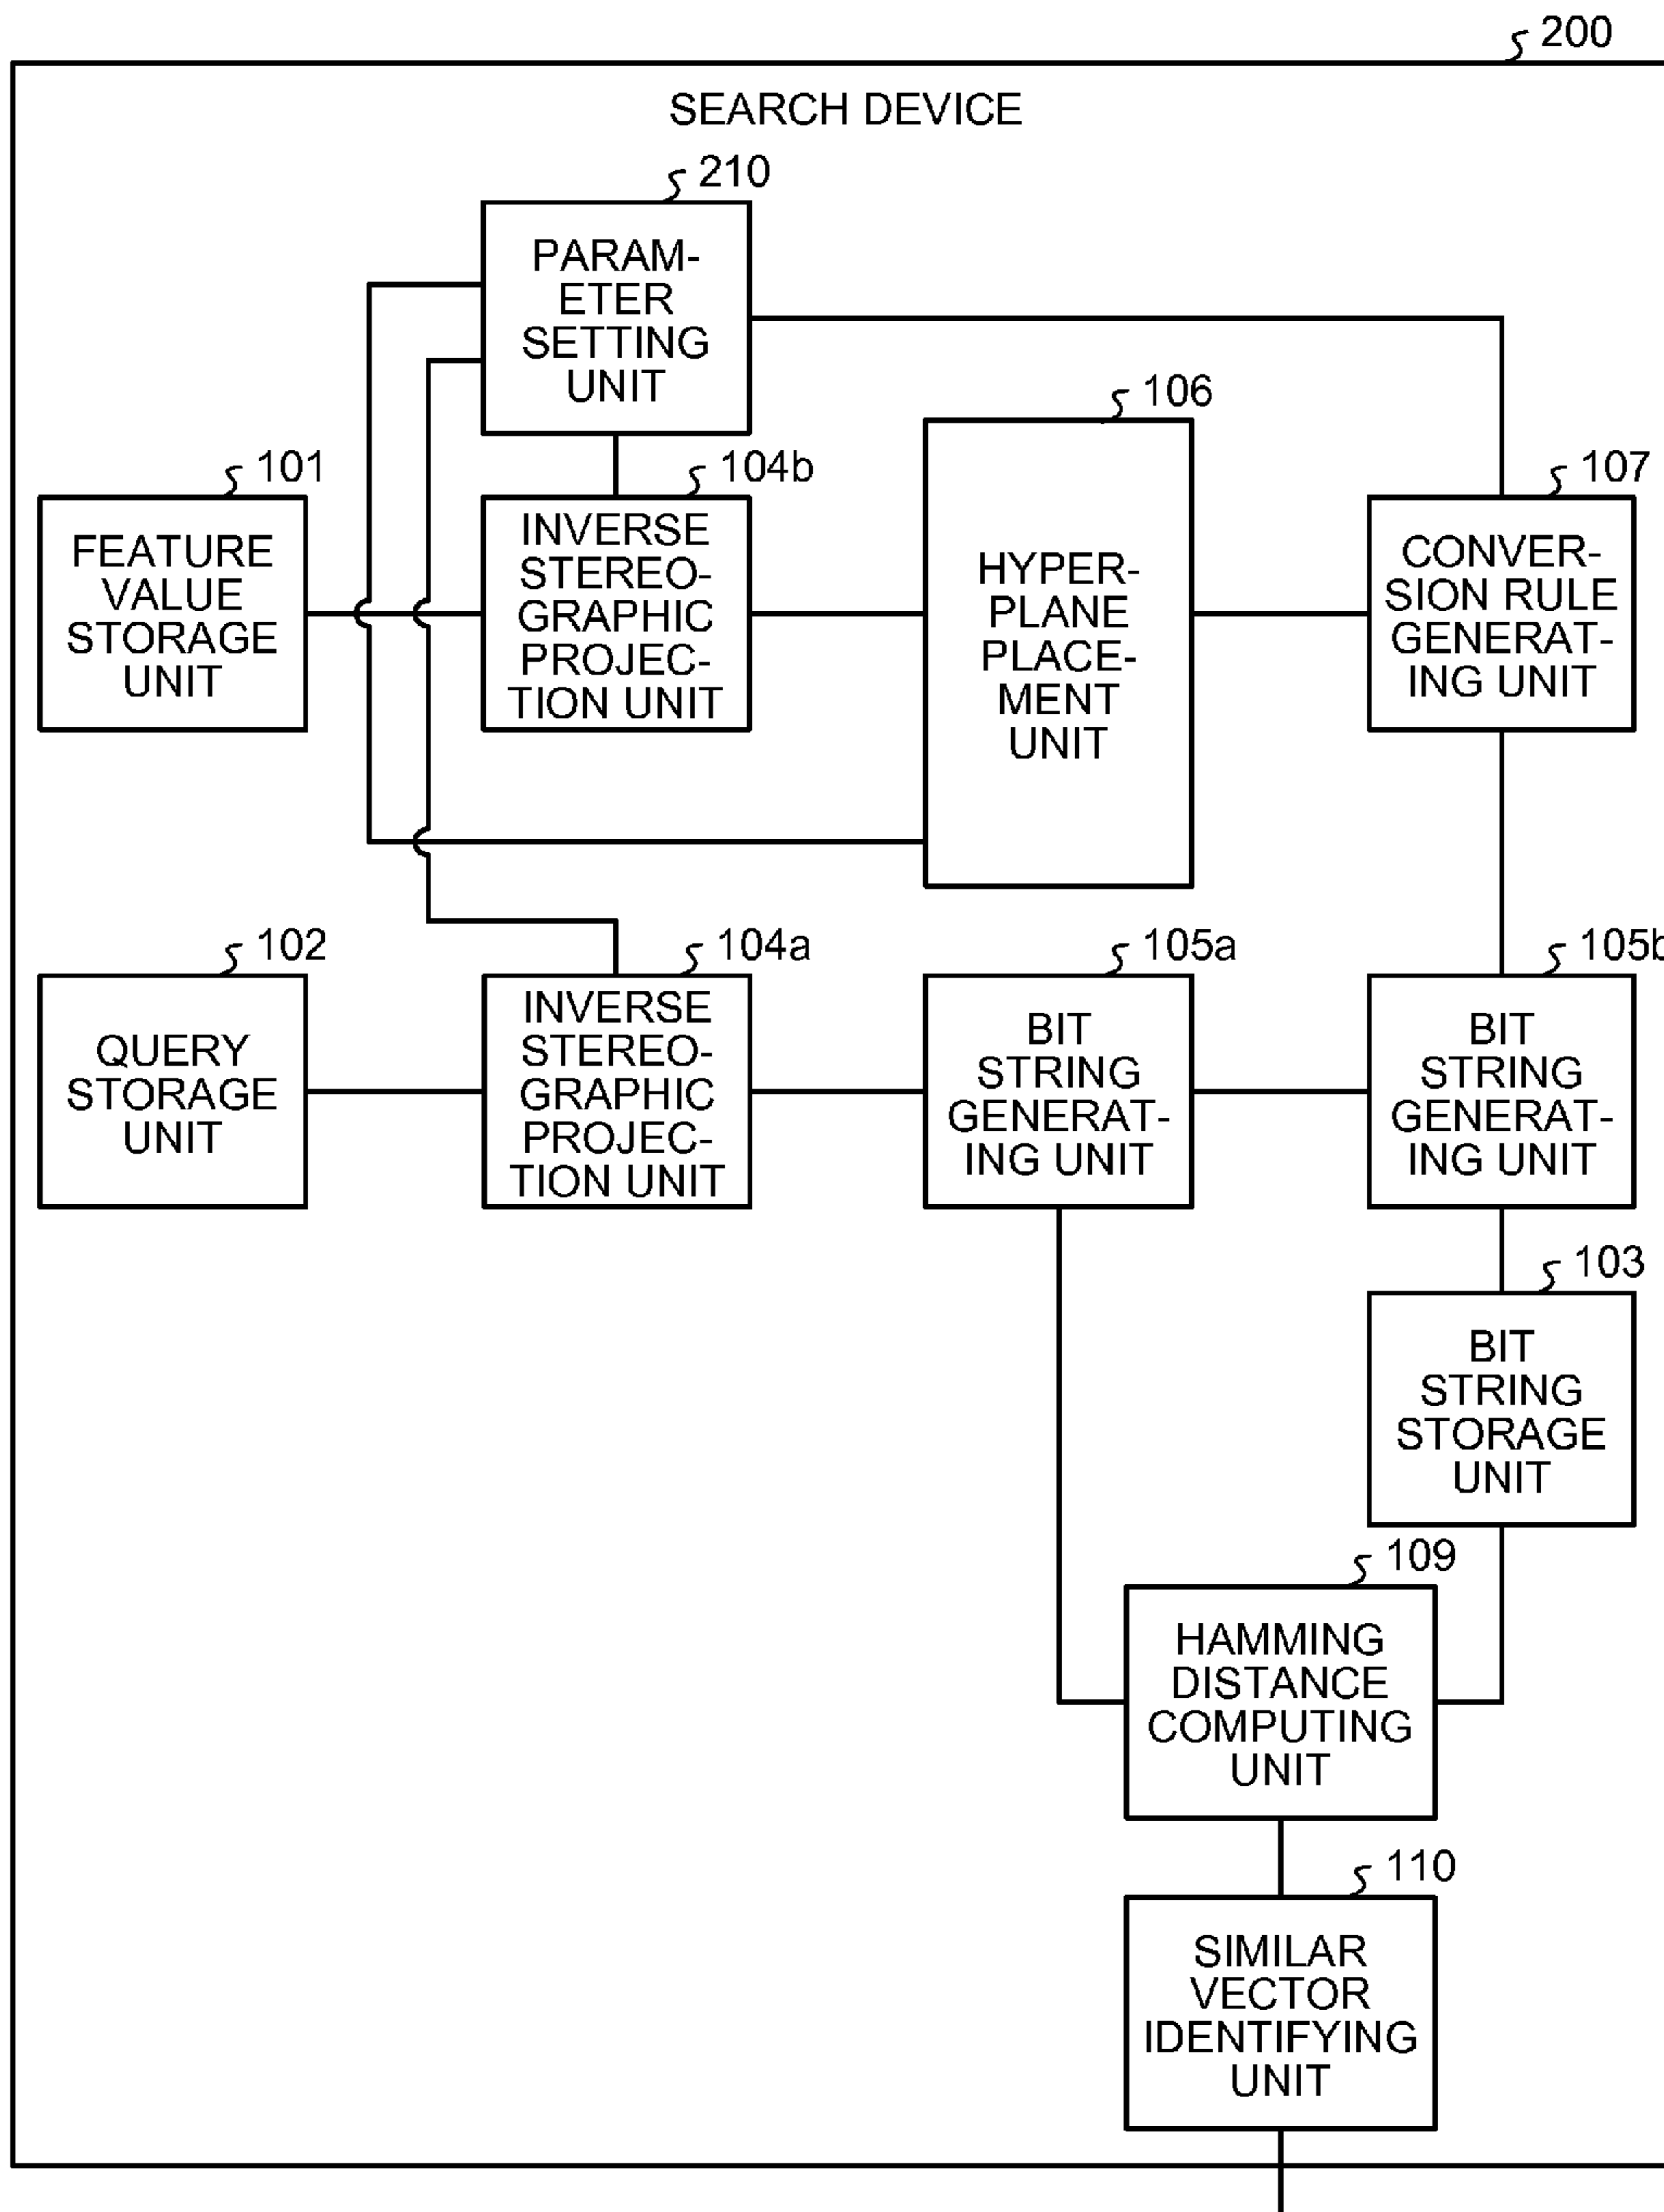 200
SEARCH DEVICE
210
PARAM-
ETER
SETTING
UNIT
106
101
104b
107
FEATURE
VALUE
STORAGE
UNIT
INVERSE
STEREO-
GRAPHIC
PROJEC-
TION UNIT
HYPER-
PLANE
PLACE-
MENT
UNIT
CONVER-
SION RULE
GENERAT-
ING UNIT
102
104a
105a
105b
QUERY
STORAGE
UNIT
INVERSE
STEREO-
GRAPHIC
PROJEC-
TION UNIT
BIT
STRING
GENERAT-
ING UNIT
BIT
STRING
GENERAT-
ING UNIT
103
BIT
STRING
STORAGE
UNIT
109
HAMMING
DISTANCE
COMPUTING
UNIT
110
SIMILAR
VECTOR
IDENTIFYING
UNIT